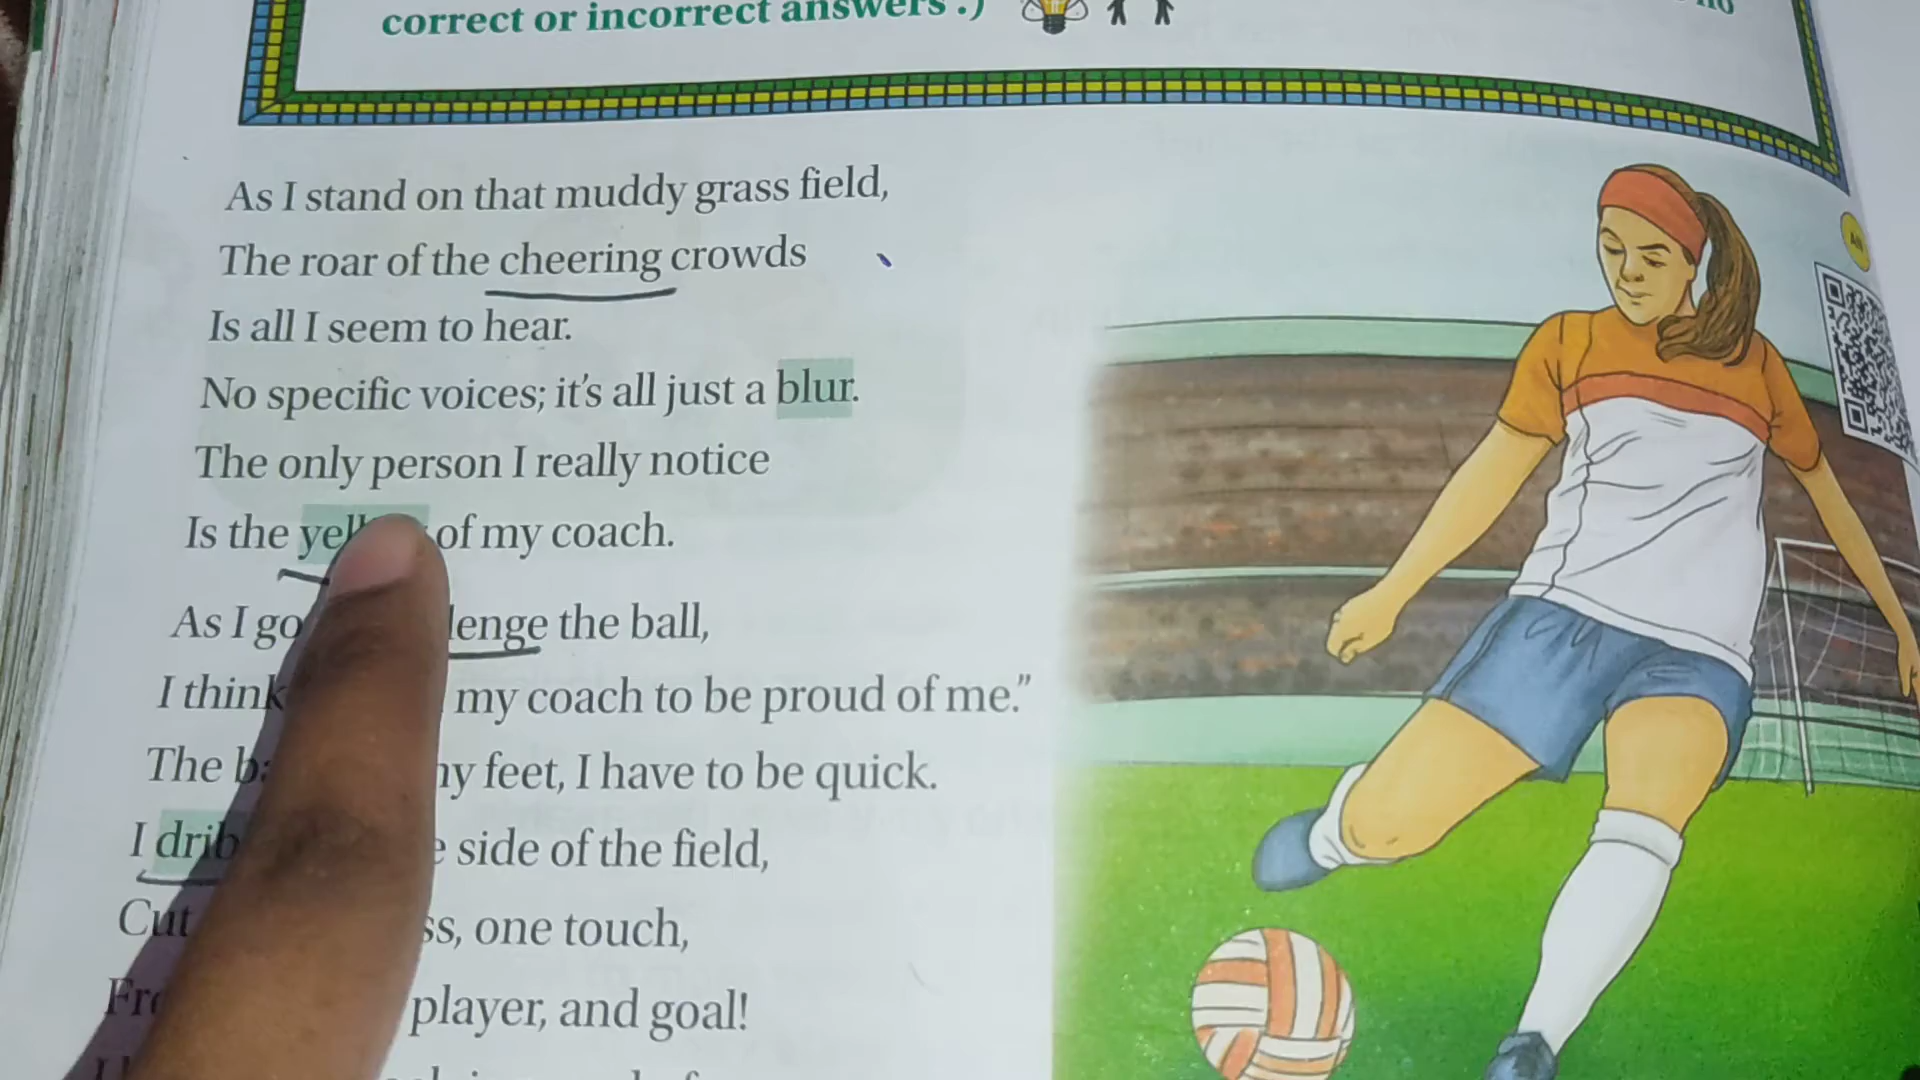 correct or incorrect answers .)
no
As I stand on that muddy grass field,
The roar of the cheering crowds
Is all I seem to hear.
No specific voices; it's all just a blur.
The only person I really notice
Is the of my coach.
As I go the ball,
I think my coach to be proud of me."
The feet, I have to be quick.
I side of the field,
Cut one touch,
player, and goal!